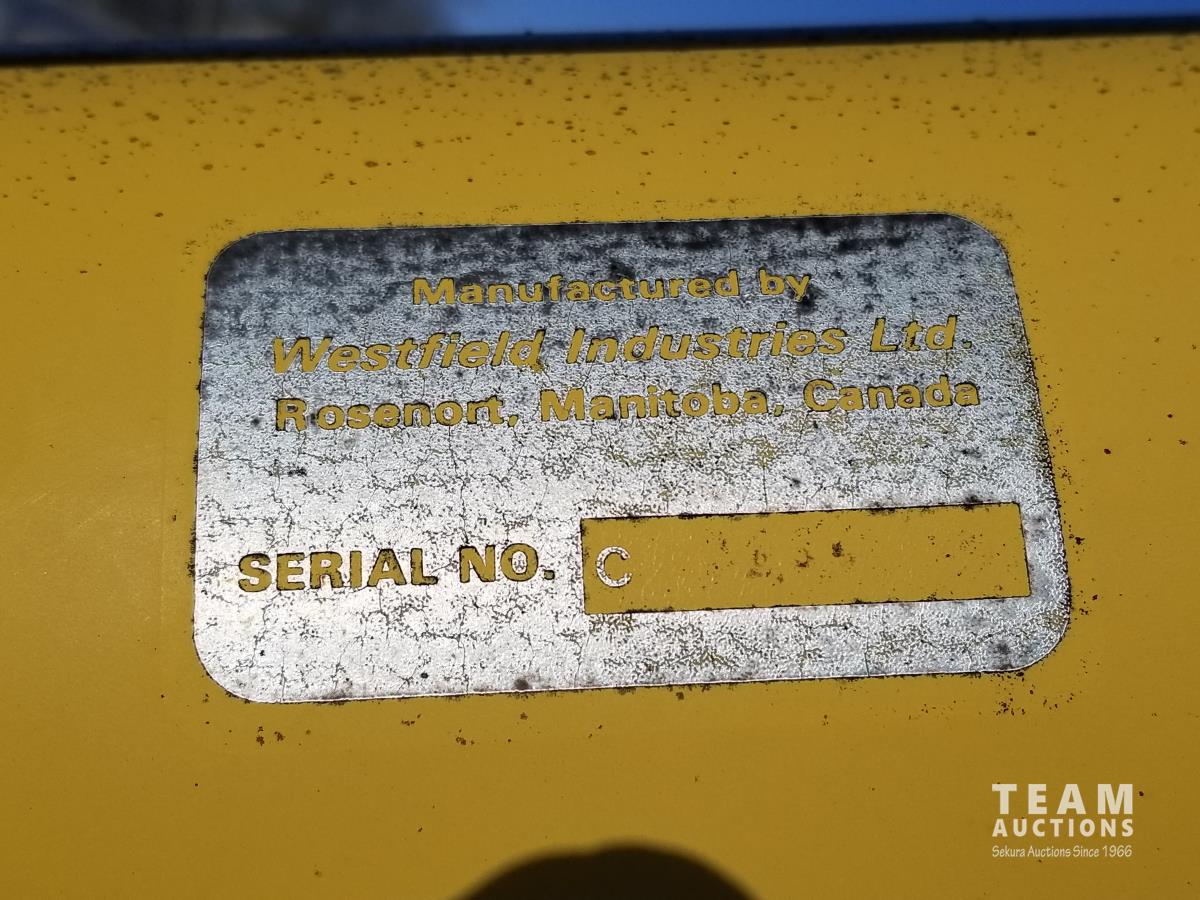 Manufactured by
Westfield Industries Ltd.
Rosenort, Manitoba, Canada
SERIAL NO. C
TEAM
AUCTIONS
Sekura Auctions Since 1966